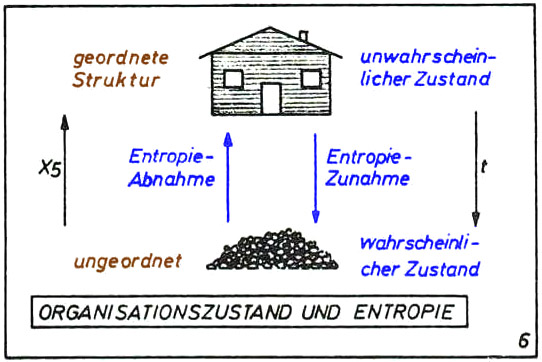 geordnete
Struktur
unwahrschein-
licher Zustand
X5
Entropie-
Abnahme
Entropie-
Zunahme
t
ungeordnet
wahrscheinli-
cher Zustand
ORGANISATIONSZUSTAND UND ENTROPIE
6